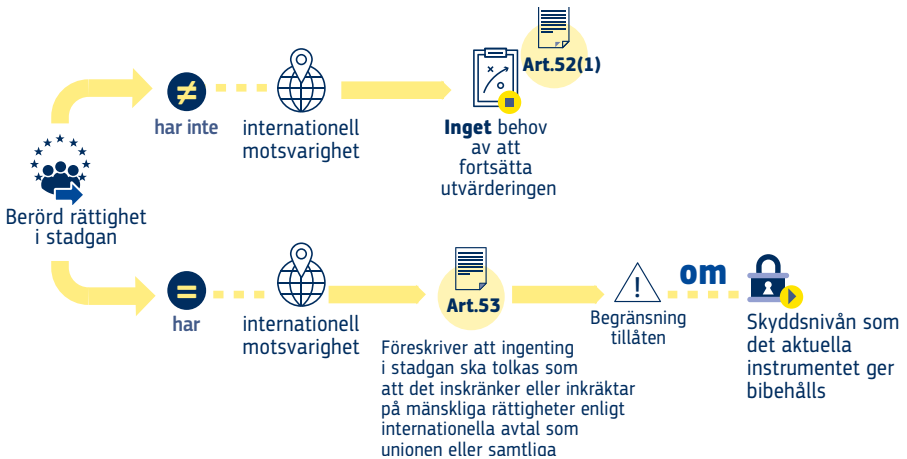 Berörd rättighet
i stadgan
≠
har inte
internationell
motsvarighet
Inget behov
av att
fortsätta
utvärderingen
Art.52(1)
=
har
internationell
motsvarighet
Art.53
Föreskriver att ingenting
i stadgan ska tolkas som
att det inskränker eller inkräktar
på mänskliga rättigheter enligt
internationella avtal som
unionen eller samtliga
!
Begränsning
tillåten
om
Skyddsnivån som
det aktuella
instrumentet ger
bibehålls